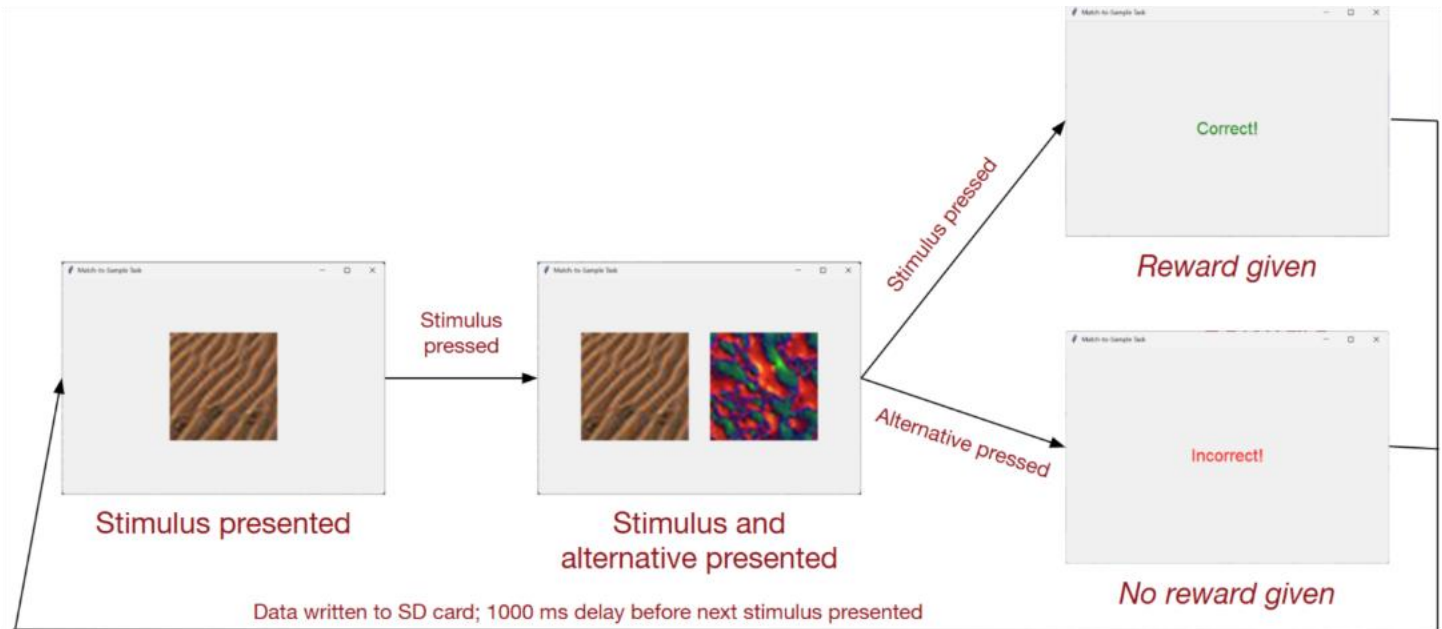 Match-to-Sample Task
Correct!
Stimulus pressed
Reward given
Match-to-Sample Task
Match-to-Sample Task
Stimulus
pressed
Match-to-Sample Task
Alternative pressed
Incorrect!
Stimulus presented
Stimulus and
alternative presented
No reward given
Data written to SD card; 1000 ms delay before next stimulus presented